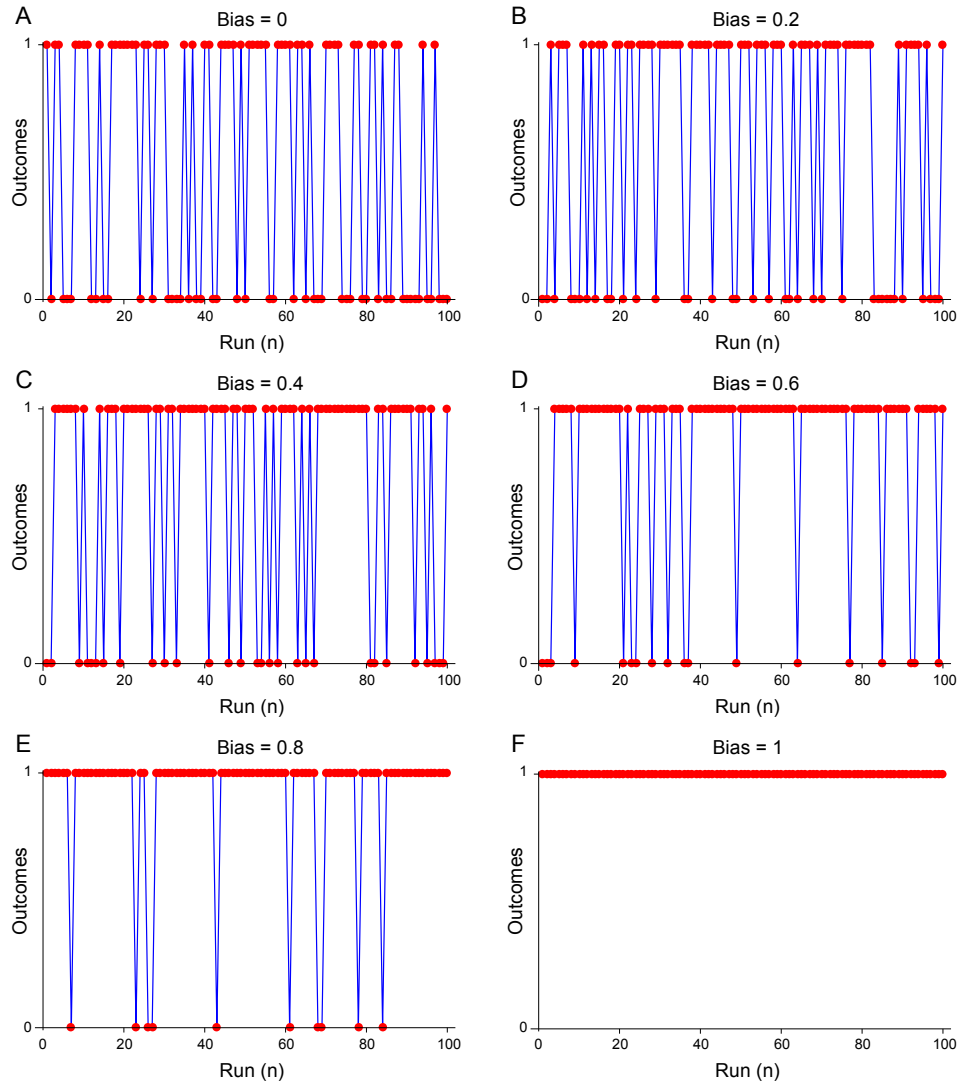 A
Bias = 0
1
Outcomes
0
0 20 40 60 80 100
Run (n)
B
Bias = 0.2
1
Outcomes
0
0 20 40 60 80 100
Run (n)
C
Bias = 0.4
1
Outcomes
0
0 20 40 60 80 100
Run (n)
D
Bias = 0.6
1
Outcomes
0
0 20 40 60 80 100
Run (n)
E
Bias = 0.8
1
Outcomes
0
0 20 40 60 80 100
Run (n)
F
Bias = 1
1
Outcomes
0
0 20 40 60 80 100
Run (n)